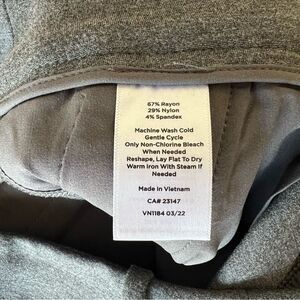 67% Rayon
29% Nylon
4% Spandex
Machine Wash Cold
Gentle Cycle
Only Non-Chlorine Bleach
When Needed
Reshape, Lay Flat To Dry
Warm Iron With Steam If
Needed
Made In Vietnam
CA# 23147
VN1184 03/22